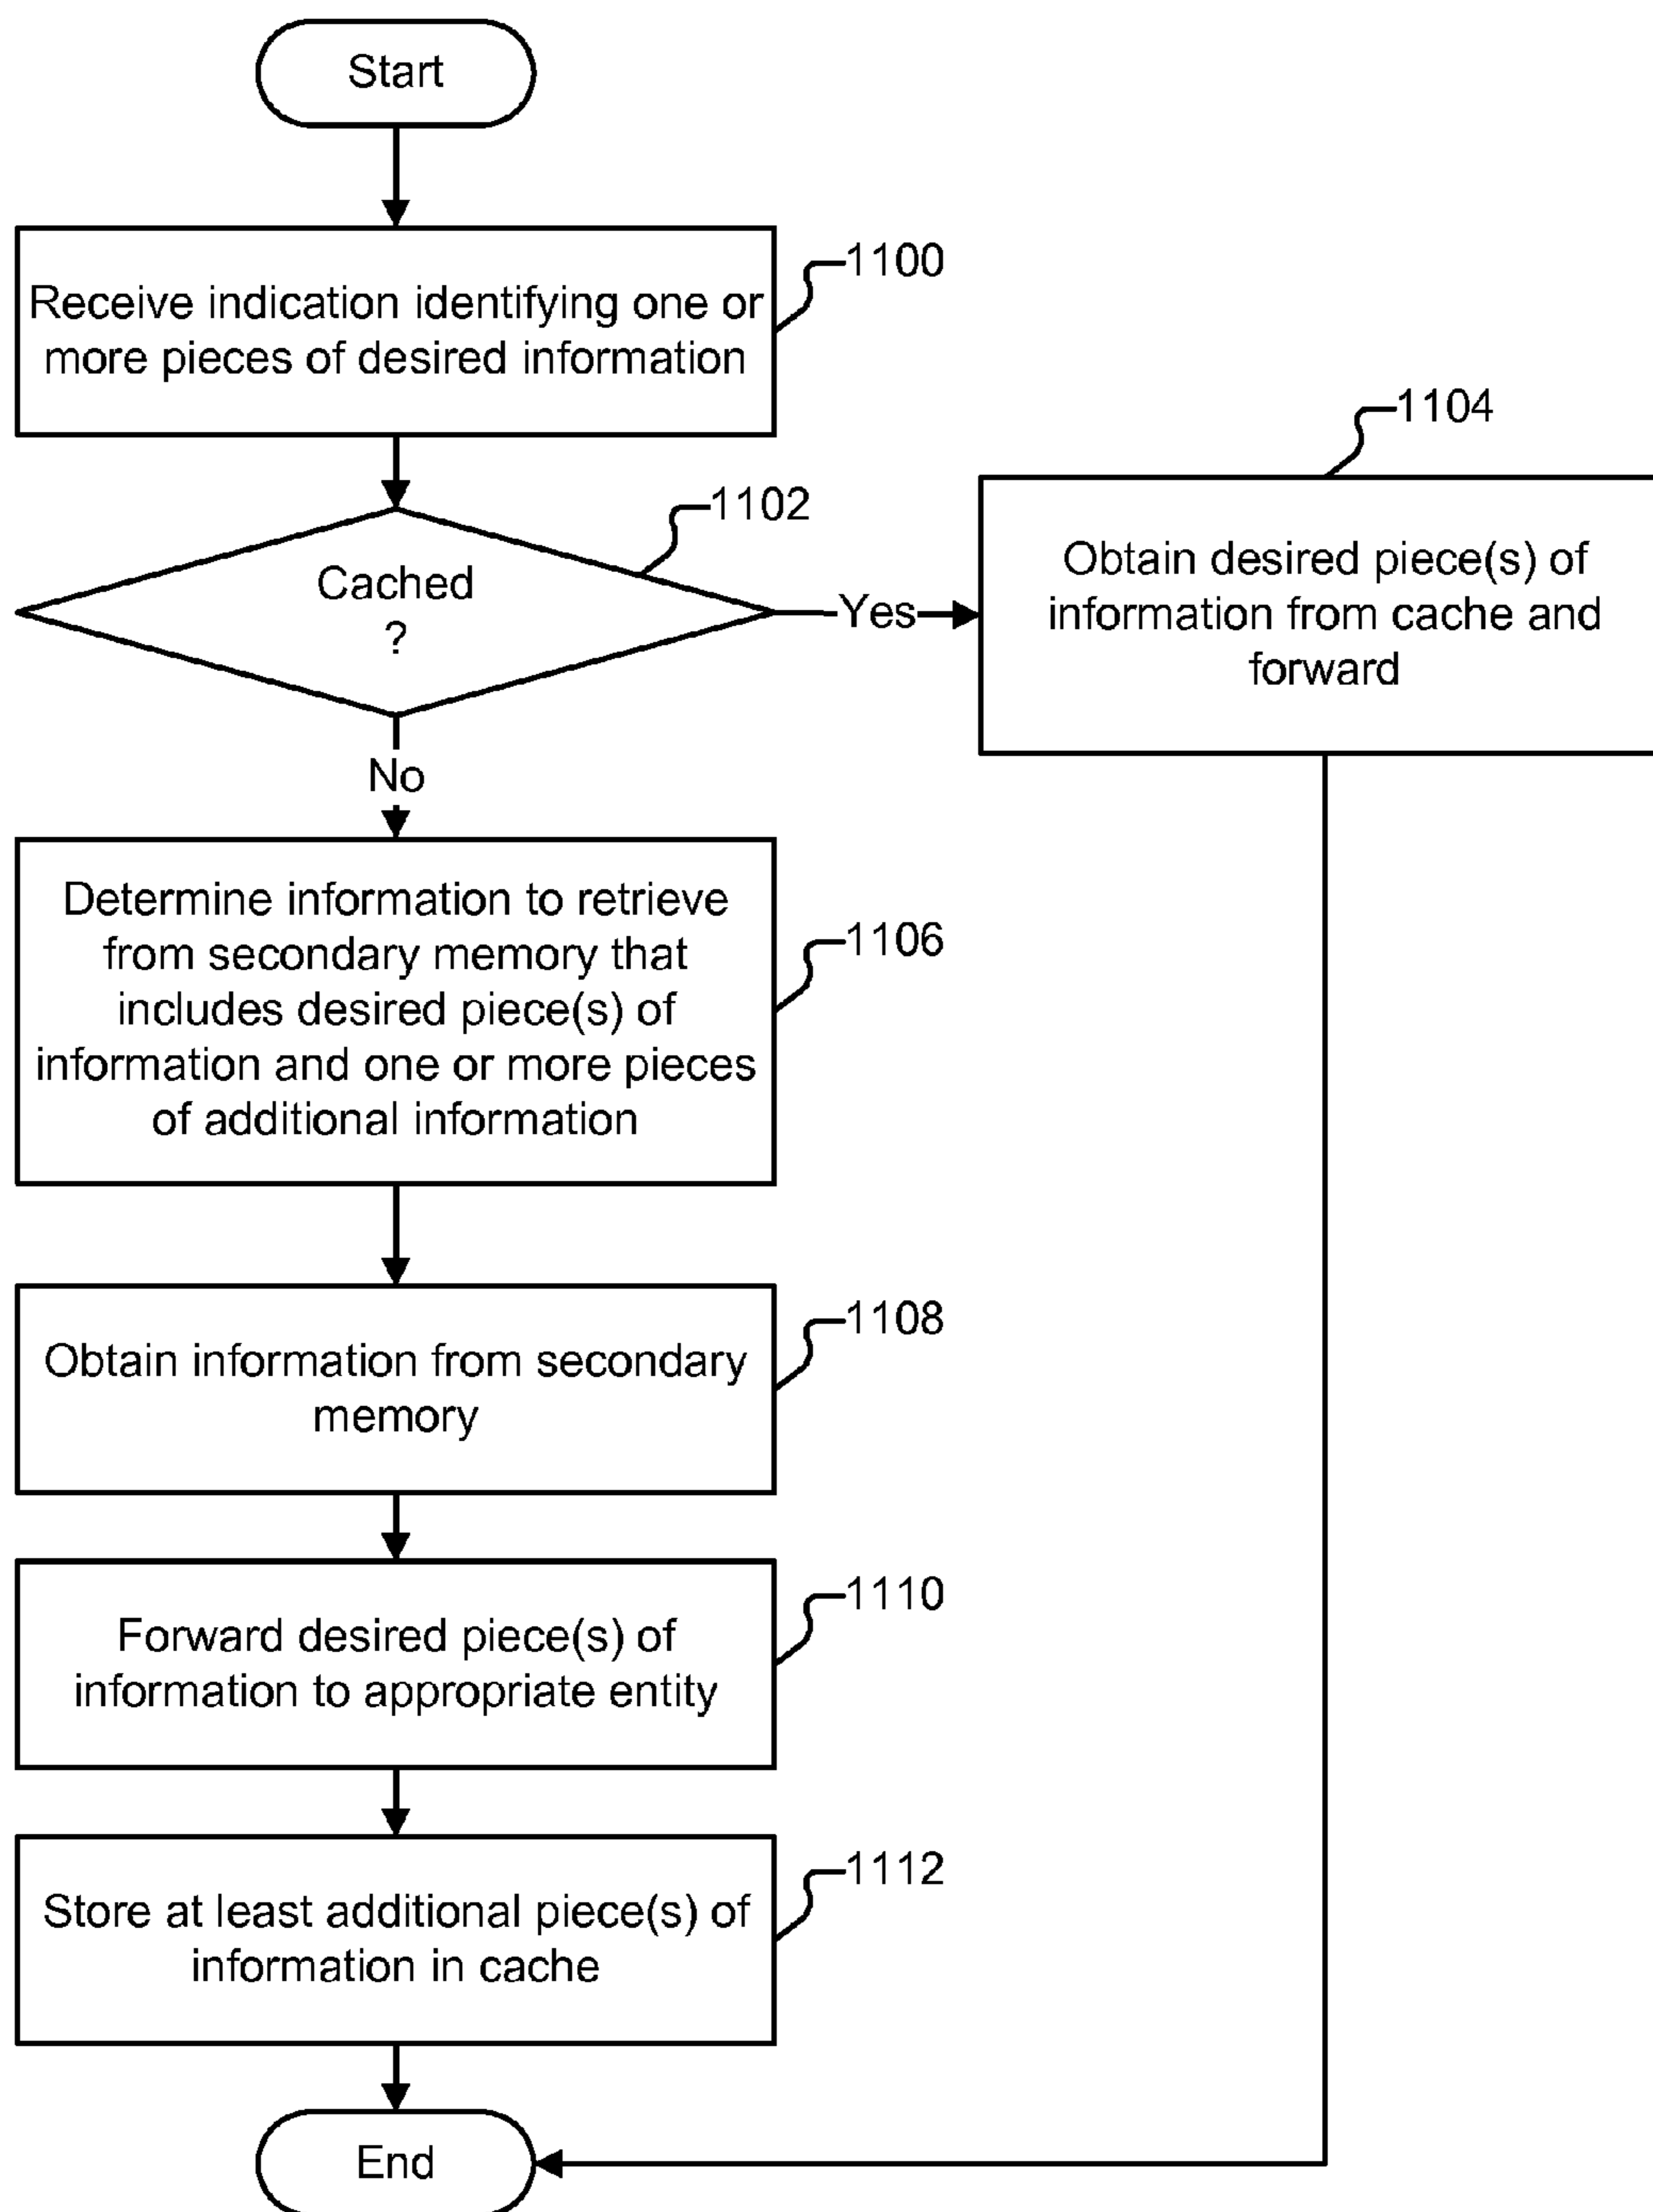 Start
Receive indication identifying one or
more pieces of desired information
1100
Cached
?
1102
Yes
Obtain desired piece(s) of
information from cache and
forward
1104
No
Determine information to retrieve
from secondary memory that
includes desired piece(s) of
information and one or more pieces
of additional information
1106
Obtain information from secondary
memory
1108
Forward desired piece(s) of
information to appropriate entity
1110
Store at least additional piece(s) of
information in cache
1112
End